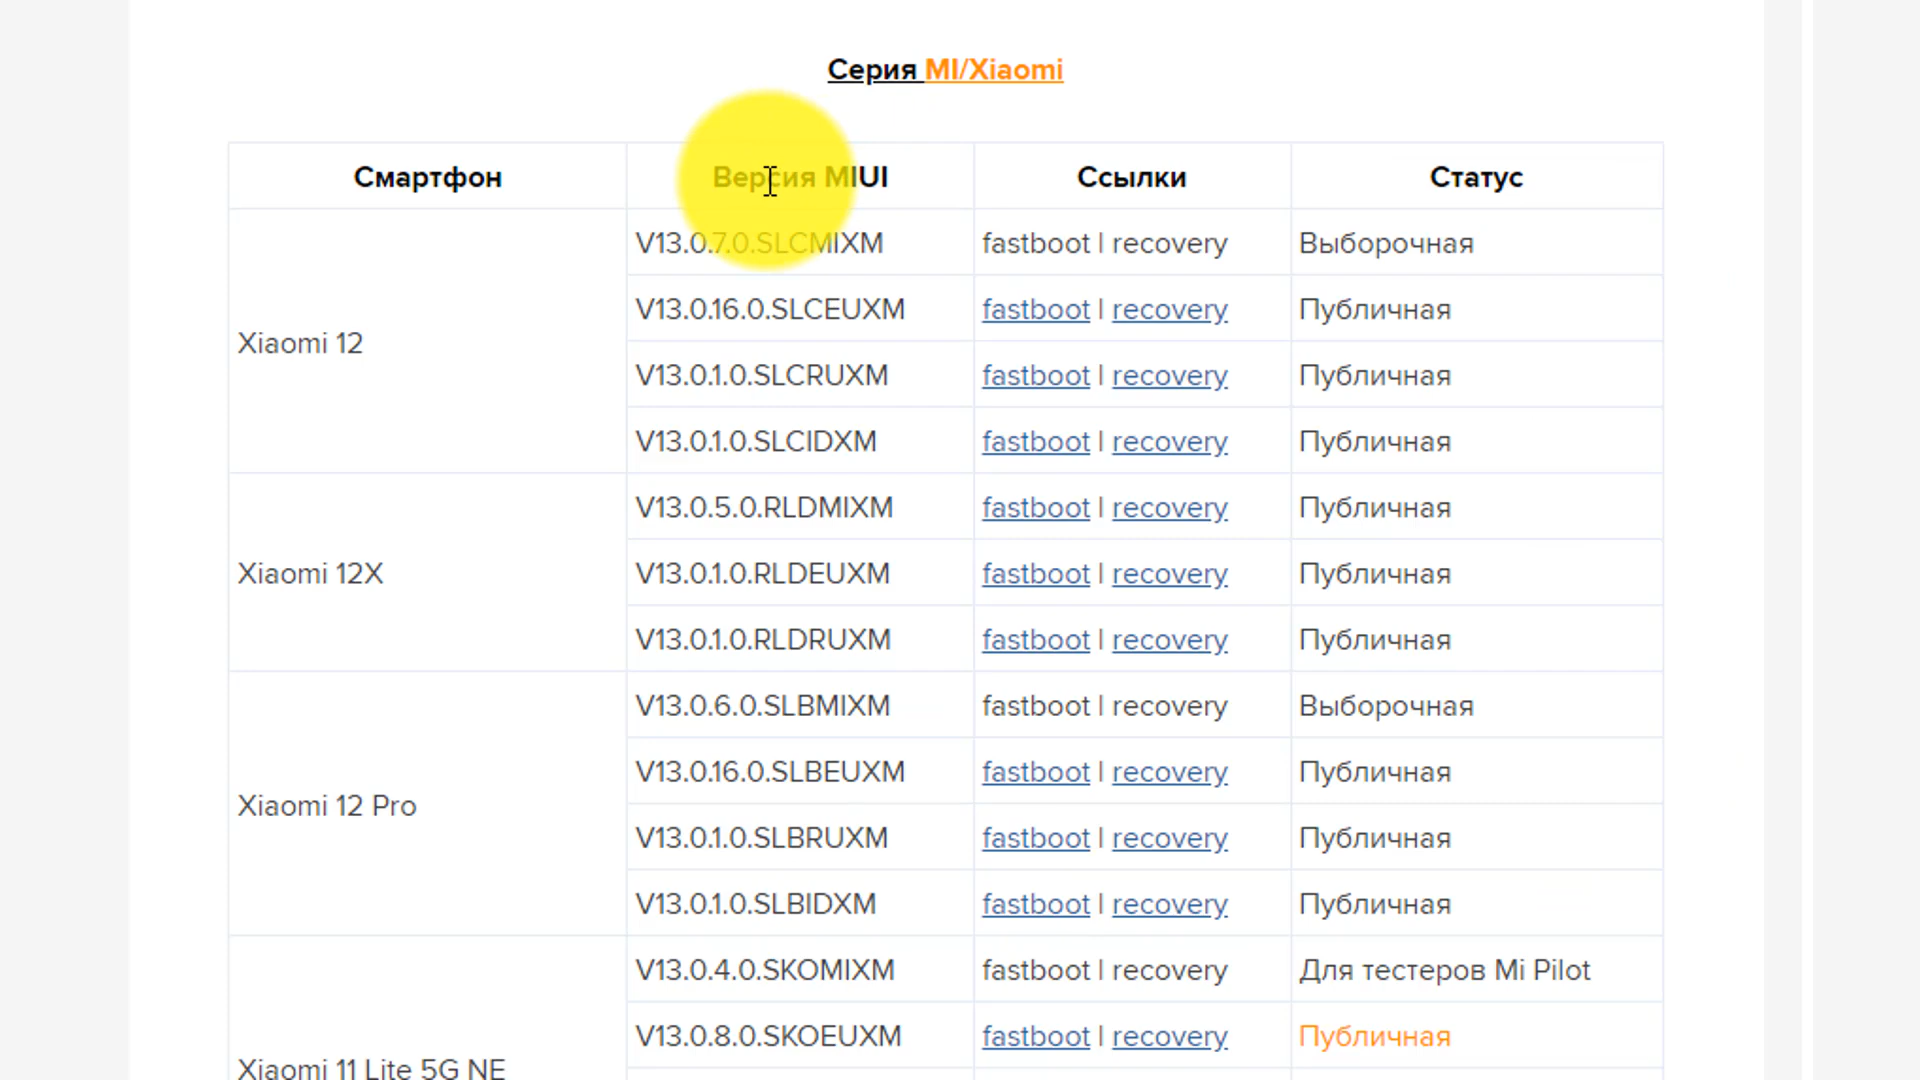 Серия MI/Xiaomi
Смартфон Версия MIUI Ссылки Статус
Xiaomi 12
V13.0.7.0.SLCMIXM fastboot | recovery Выборочная
V13.0.16.0.SLCEUXM fastboot | recovery Публичная
V13.0.1.0.SLCRUXM fastboot | recovery Публичная
V13.0.1.0.SLCIDXM fastboot | recovery Публичная
Xiaomi 12X
V13.0.5.0.RLDMIXM fastboot | recovery Публичная
V13.0.1.0.RLDEUXM fastboot | recovery Публичная
V13.0.1.0.RLDRUXM fastboot | recovery Публичная
Xiaomi 12 Pro
V13.0.6.0.SLBMIXM fastboot | recovery Выборочная
V13.0.16.0.SLBEUXM fastboot | recovery Публичная
V13.0.1.0.SLBRUXM fastboot | recovery Публичная
V13.0.1.0.SLBIDXM fastboot | recovery Публичная
Xiaomi 11 Lite 5G NE
V13.0.4.0.SKOMIXM fastboot | recovery Для тестеров Mi Pilot
V13.0.8.0.SKOEUXM fastboot | recovery Публичная